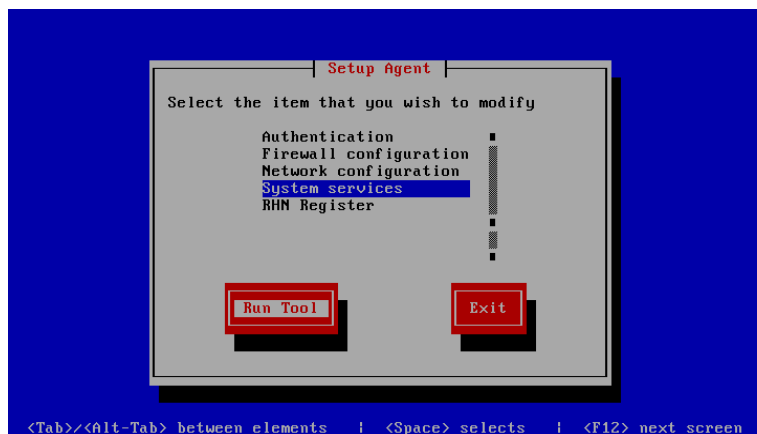 Setup Agent
Select the item that you wish to modify
Authentication
Firewall configuration
Network configuration
System services
RHN Register
Run Tool
Exit
<Tab>/<Alt-Tab> between elements | <Space> selects | <F12> next screen